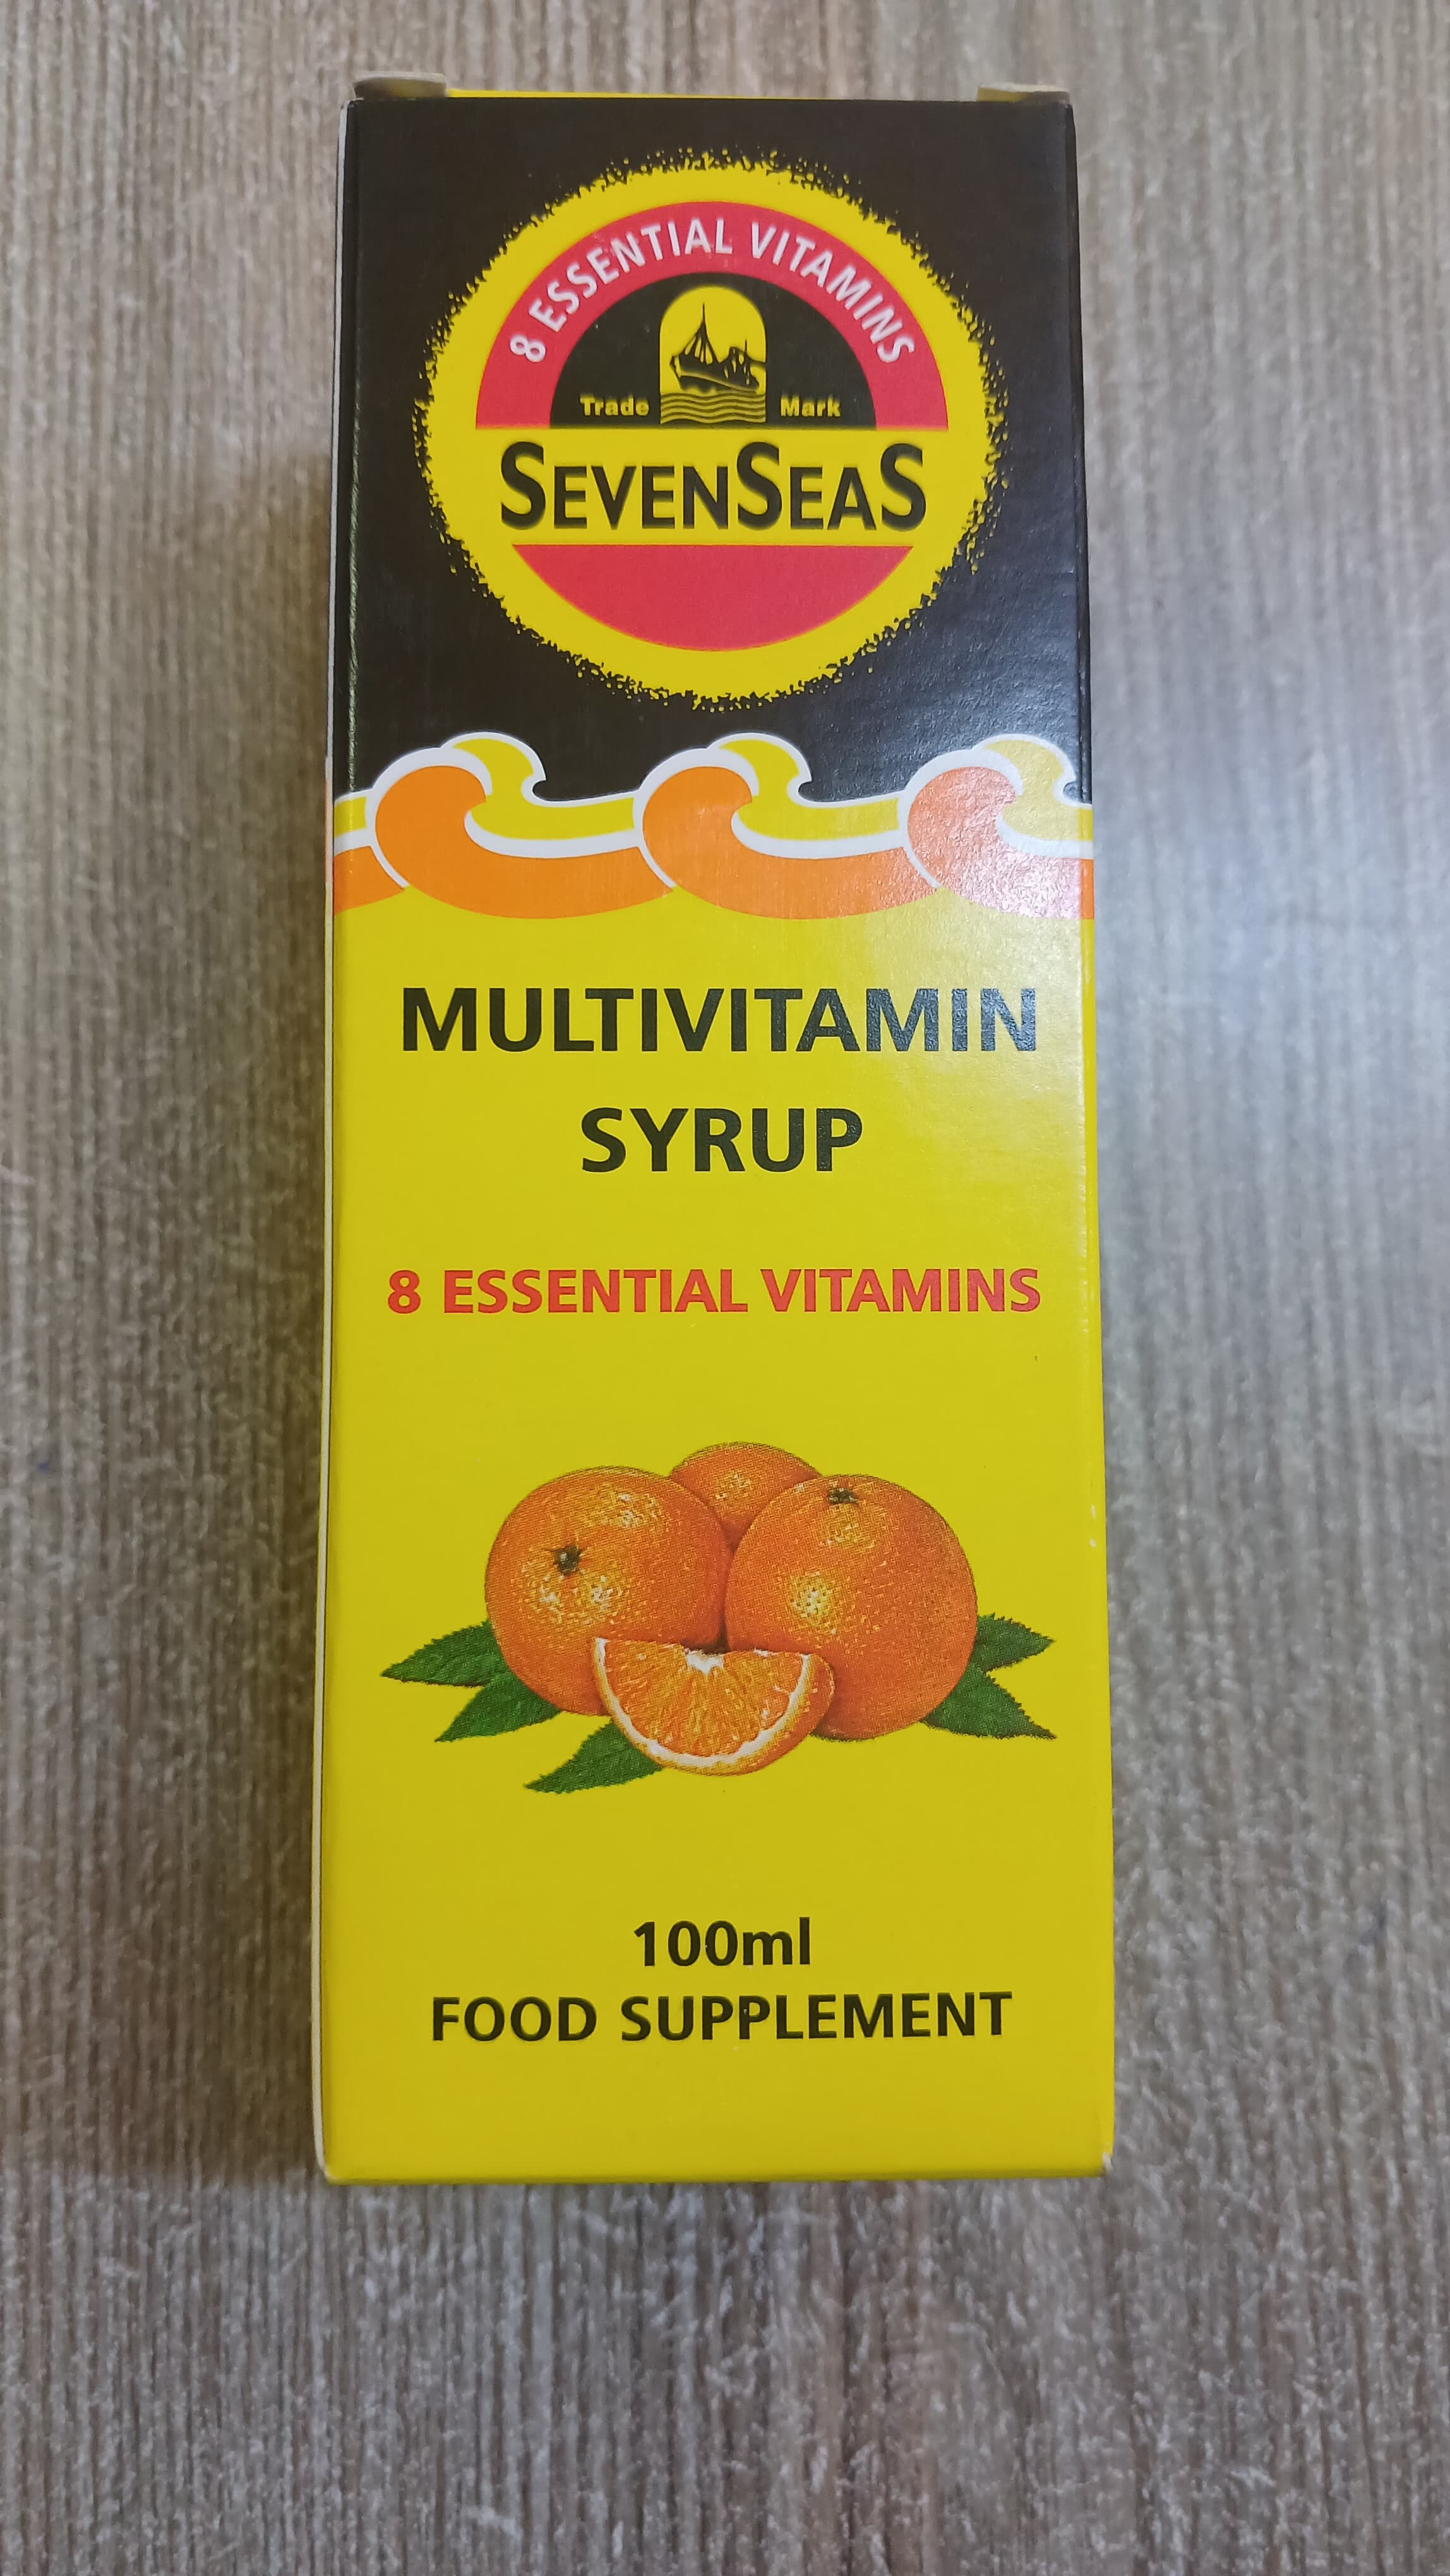 8 ESSENTIAL VITAMINS
Trade Mark
SEVENSEAS
MULTIVITAMIN
SYRUP
8 ESSENTIAL VITAMINS
100ml
FOOD SUPPLEMENT